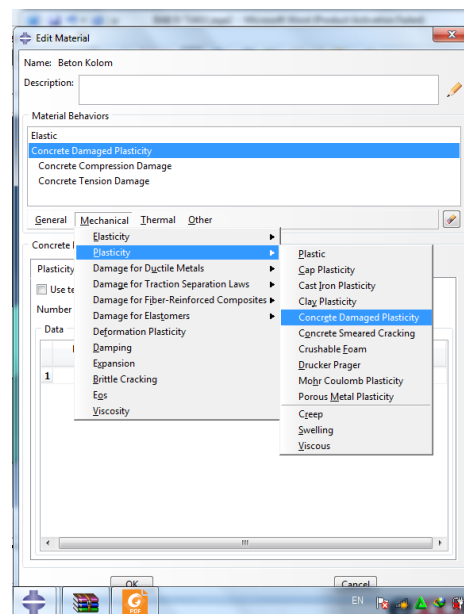 Edit Material
Name: Beton Kolom
Description:
Material Behaviors
Elastic
Concrete Damaged Plasticity
Concrete Compression Damage
Concrete Tension Damage
General Mechanical Thermal Other
Elasticity
Plasticity
Damage for Ductile Metals
Damage for Traction Separation Laws
Damage for Fiber-Reinforced Composites
Damage for Elastomers
Deformation Plasticity
Damping
Expansion
Brittle Cracking
Eos
Viscosity
Plastic
Cap Plasticity
Cast Iron Plasticity
Clay Plasticity
Concrete Damaged Plasticity
Concrete Smeared Cracking
Crushable Foam
Drucker Prager
Mohr Coulomb Plasticity
Porous Metal Plasticity
Creep
Swelling
Viscous
Concrete
Plasticity
Use te
Number
Data
1
OK Cancel
PDF
EN